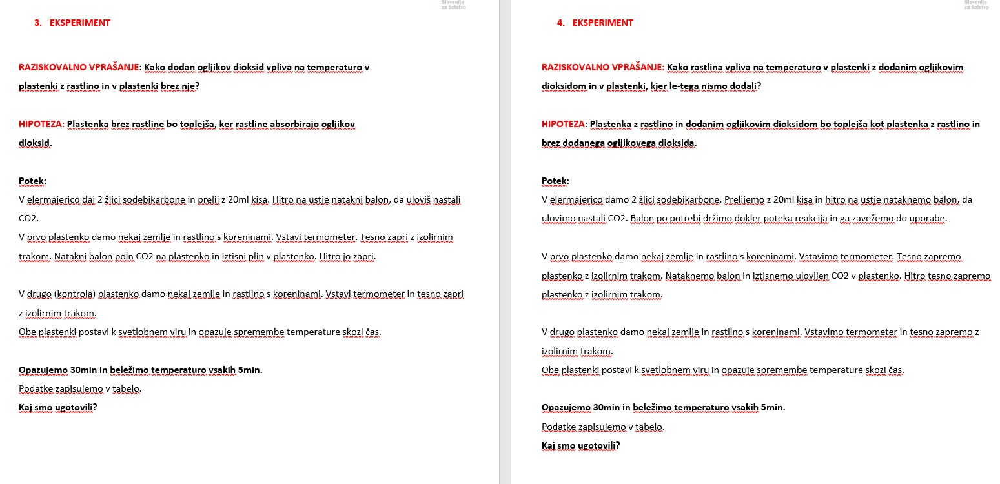 Slovenije
za šolstvo
3. EKSPERIMENT
RAZISKOVALNO VPRAŠANJE: Kako dodan ogljikov dioksid vpliva na temperaturo v
plastenki z rastlino in v plastenki brez nje?
HIPOTEZA: Plastenka brez rastline bo toplejša, ker rastline absorbirajo ogljikov
dioksid.
Potek:
V elermajerico daj 2 žlici sodebikarbone in prelij z 20ml kisa. Hitro na ustje natakni balon, da uloviš nastali
CO2.
V prvo plastenko damo nekaj zemlje in rastlino s koreninami. Vstavi termometer. Tesno zapri z izolirnim
trakom. Natakni balon poln CO2 na plastenko in iztisni plin v plastenko. Hitro jo zapri.
V drugo (kontrola) plastenko damo nekaj zemlje in rastlino s koreninami. Vstavi termometer in tesno zapri
z izolirnim trakom.
Obe plastenki postavi k svetlobnem viru in opazuje spremembe temperature skozi čas.
Opazujemo 30min in beležimo temperaturo vsakih 5min.
Podatke zapisujemo v tabelo.
Kaj smo ugotovili?
Slovenije
za šolstvo
4. EKSPERIMENT
RAZISKOVALNO VPRAŠANJE: Kako rastlina vpliva na temperaturo v plastenki z dodanim ogljikovim
dioksidom in v plastenki, kjer le-tega nismo dodali?
HIPOTEZA: Plastenka z rastlino in dodanim ogljikovim dioksidom bo toplejša kot plastenka z rastlino in
brez dodanega ogljikovega dioksida.
Potek:
V elermajerico damo 2 žlici sodebikarbone. Prelijemo z 20ml kisa in hitro na ustje nataknemo balon, da
ulovimo nastali CO2. Balon po potrebi držimo dokler poteka reakcija in ga zavežemo do uporabe.
V prvo plastenko damo nekaj zemlje in rastlino s koreninami. Vstavimo termometer. Tesno zapremo
plastenko z izolirnim trakom. Nataknemo balon in iztisnemo ulovljen CO2 v plastenko. Hitro tesno zapremo
plastenko z izolirnim trakom.
V drugo plastenko damo nekaj zemlje in rastlino s koreninami. Vstavimo termometer in tesno zapremo z
izolirnim trakom.
Obe plastenki postavi k svetlobnem viru in opazuje spremembe temperature skozi čas.
Opazujemo 30min in beležimo temperaturo vsakih 5min.
Podatke zapisujemo v tabelo.
Kaj smo ugotovili?